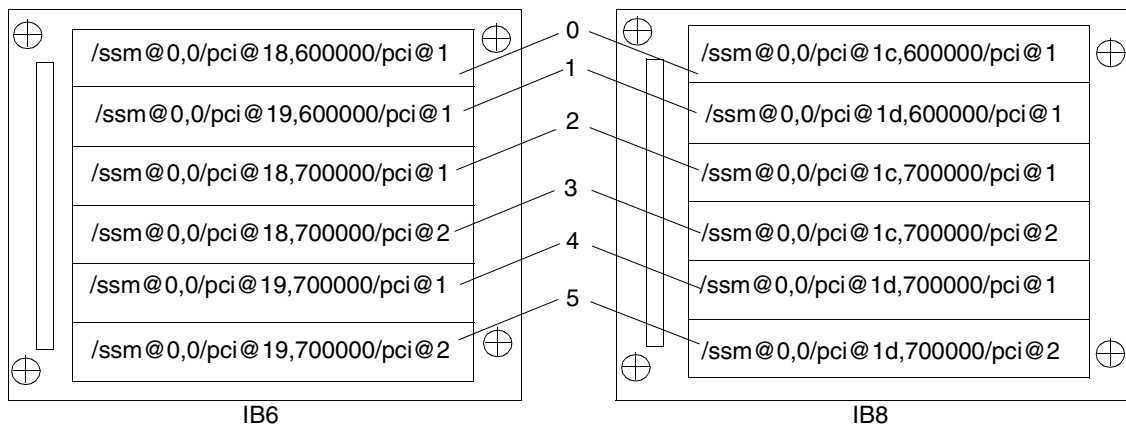 /ssm@0,0/pci@18,600000/pci@1
/ssm@0,0/pci@19,600000/pci@1
/ssm@0,0/pci@18,700000/pci@1
/ssm@0,0/pci@18,700000/pci@2
/ssm@0,0/pci@19,700000/pci@1
/ssm@0,0/pci@19,700000/pci@2
IB6
0
1
2
3
4
5
/ssm@0,0/pci@1c,600000/pci@1
/ssm@0,0/pci@1d,600000/pci@1
/ssm@0,0/pci@1c,700000/pci@1
/ssm@0,0/pci@1c,700000/pci@2
/ssm@0,0/pci@1d,700000/pci@1
/ssm@0,0/pci@1d,700000/pci@2
IB8